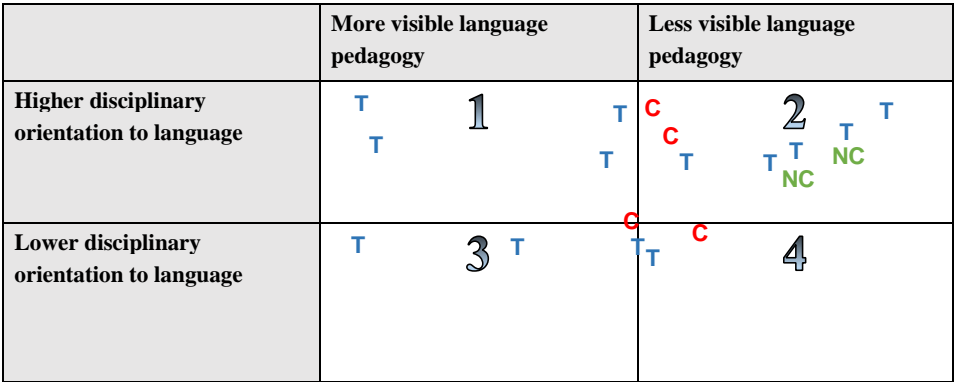 More visible language
pedagogy
Less visible language
pedagogy
Higher disciplinary
orientation to language
T
T
1
T
T
C
C
T
2
T
T
T
T
NC
NC
Lower disciplinary
orientation to language
T
3
T
C
T
T
C
4